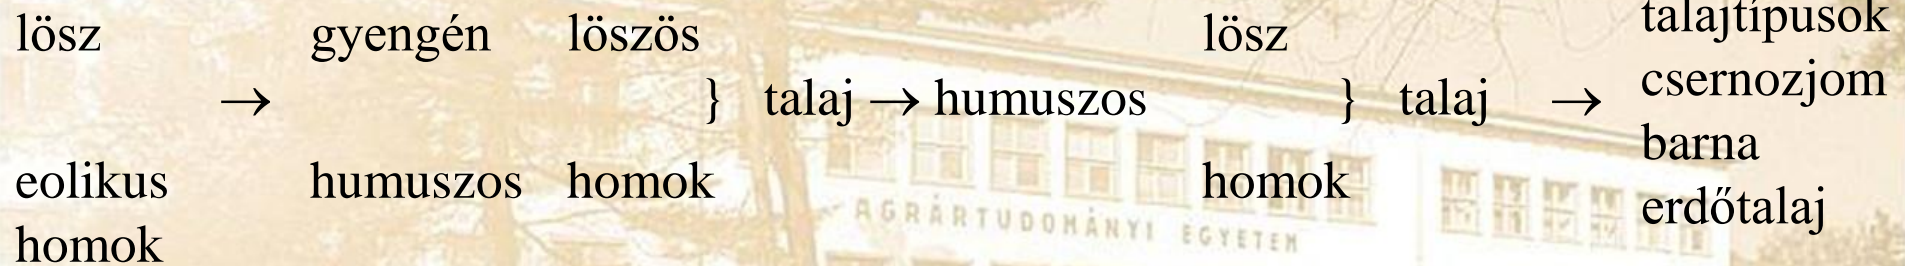 talajtípusok
lösz gyengén löszös lösz
csernozjom
→ } talaj → humuszos } talaj →
barna
eolikus humuszos homok homok
erdőtalaj
homok
AGRÁRTUDOMÁNYI EGYETEM